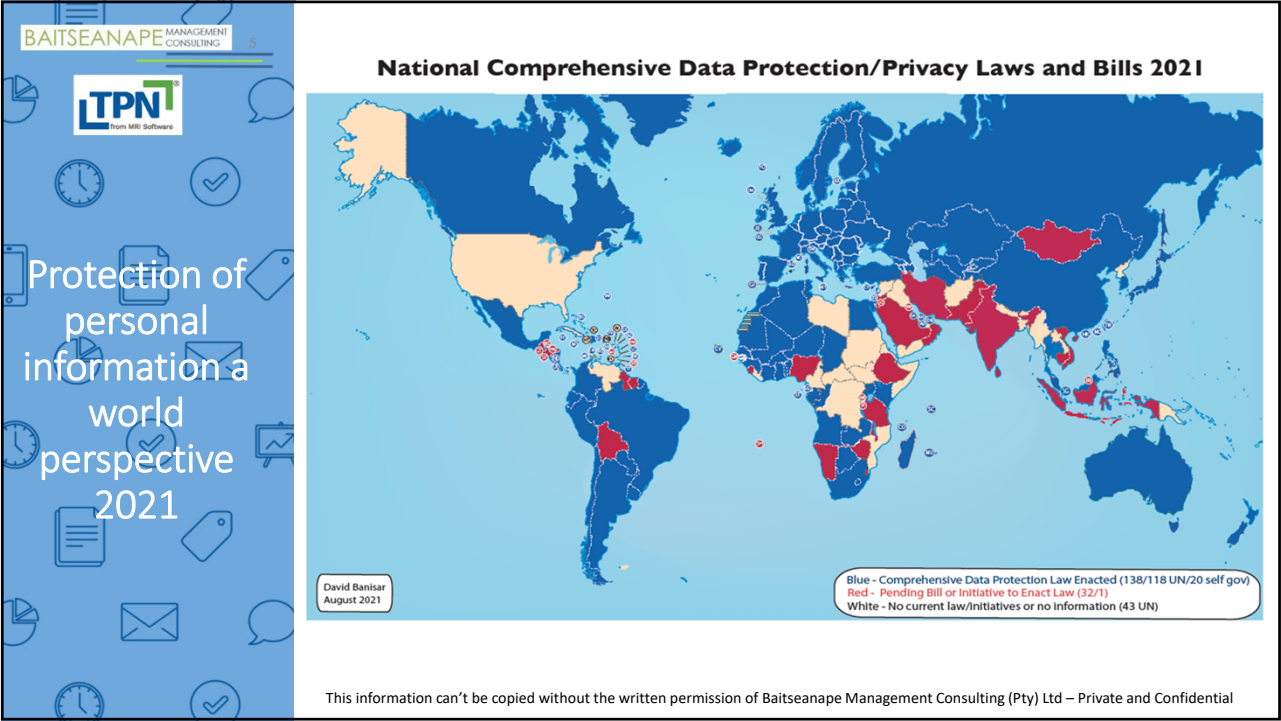 BAITSEANAPE MANAGEMENT CONSULTING
5
TPN®
from MRI Software
Protection of
personal
information a
world
perspective
2021
National Comprehensive Data Protection/Privacy Laws and Bills 2021
David Banisar
August 2021
Blue - Comprehensive Data Protection Law Enacted (138/118 UN/20 self gov)
Red - Pending Bill or Initiative to Enact Law (32/1)
White - No current law/initiatives or no information (43 UN)
This information can’t be copied without the written permission of Baitseanape Management Consulting (Pty) Ltd – Private and Confidential